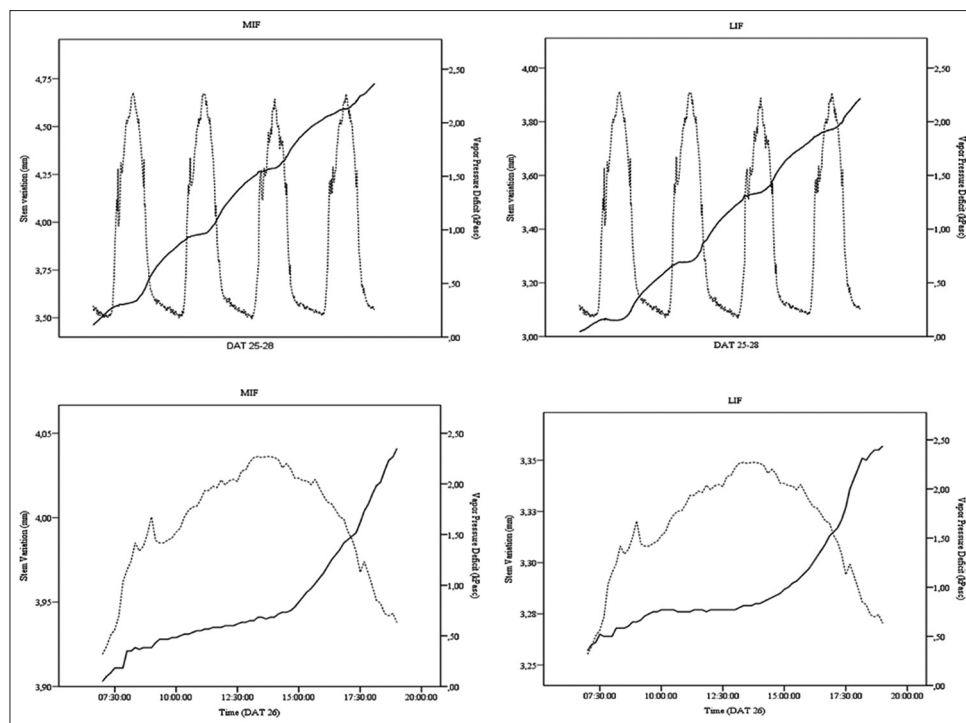 MIF
4,75
4,50
4,25
4,00
3,75
3,50
Stem variation (mm)
2,50
2,00
1,50
1,00
,50
,00
Vapor Pressure Deficit (kPasc)
DAT 25-28
LIF
4,00
3,80
3,60
3,40
3,20
3,00
Stem variation (mm)
2,50
2,00
1,50
1,00
,50
,00
Vapor Pressure Deficit (kPasc)
DAT 25-28
MIF
4,05
4,00
3,95
3,90
Stem Variation (mm)
2,50
2,00
1,50
1,00
,50
,00
Vapor Pressure Deficit (kPasc)
07:30:00 10:00:00 12:30:00 15:00:00 17:30:00 20:00:00
Time (DAT 26)
LIF
3,35
3,33
3,30
3,28
3,25
Stem Variation (mm)
2,50
2,00
1,50
1,00
,50
,00
Vapor Pressure Deficit (kPasc)
07:30:00 10:00:00 12:30:00 15:00:00 17:30:00 20:00:00
Time (DAT 26)